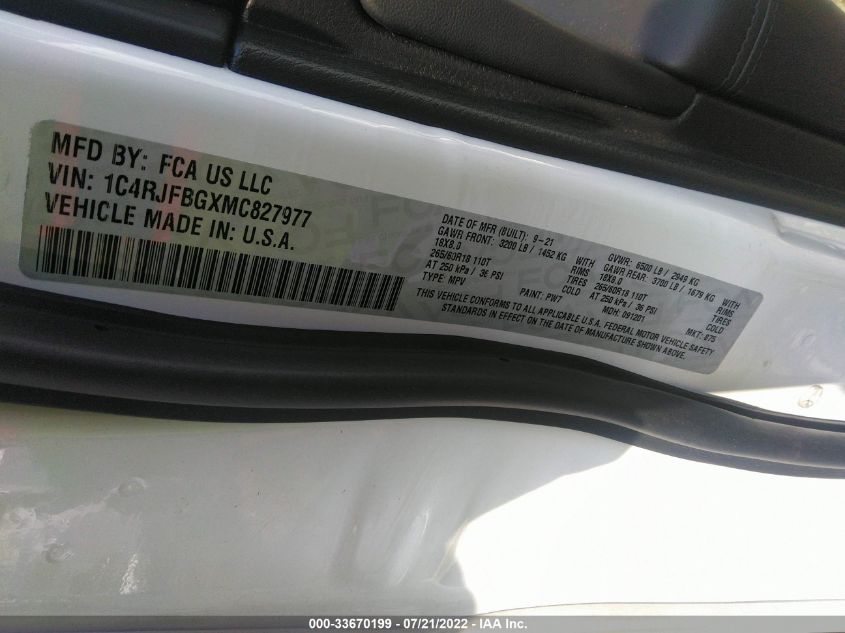 MFD BY: FCA US LLC
VIN: 1C4RJFBGXMC827977
VEHICLE MADE IN: U.S.A.
DATE OF MFR (BUILT): 9-21 GVWR: 6500 LB / 2948 KG
GAWR FRONT: 3200 LB / 1452 KG WITH GAWR REAR: 3700 LB / 1679 KG WITH
18X8.0 RIMS 18X8.0 RIMS
265/60R18 110T TIRES 265/60R18 110T TIRES
AT 250 kPa / 36 PSI COLD AT 250 kPa / 36 PSI COLD
TYPE: MPV PAINT: PW7 MDH: 091201 MKT: 875
THIS VEHICLE CONFORMS TO ALL APPLICABLE U.S.A. FEDERAL MOTOR VEHICLE SAFETY
STANDARDS IN EFFECT ON THE DATE OF MANUFACTURE SHOWN ABOVE.
000-33670199 - 07/21/2022 - IAA Inc.